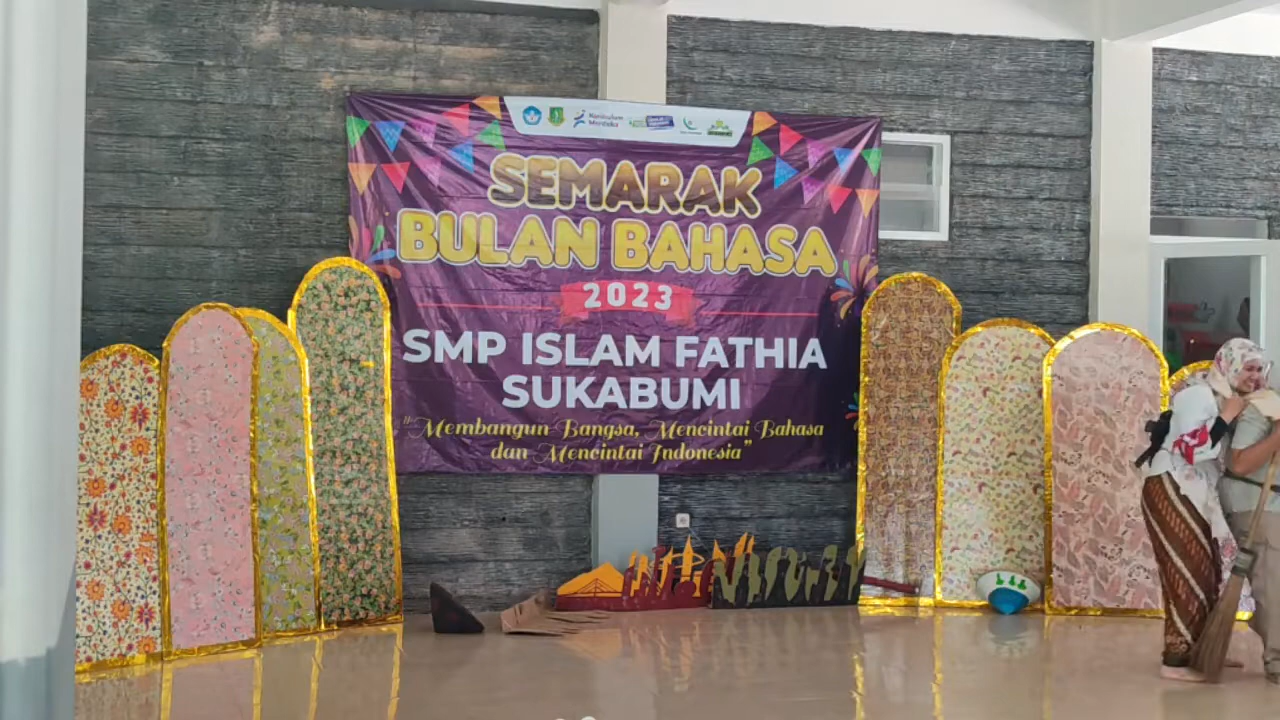 Kurikulum
Merdeka
SEMARAK
BULAN BAHASA
2023
SMP ISLAM FATHIA
SUKABUMI
"Membangun Bangsa, Mencintai Bahasa
dan Mencintai Indonesia"